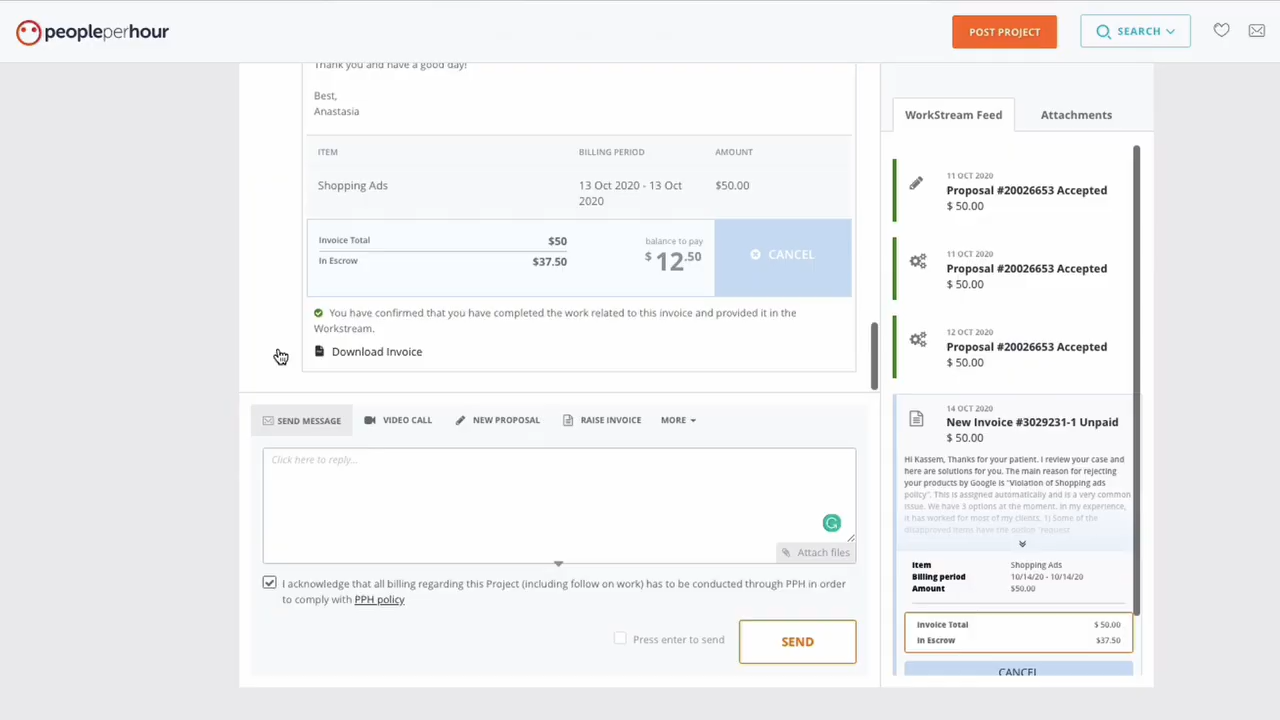 peopleperhour
POST PROJECT
SEARCH
Thank you and have a good day!
Best,
Anastasia
ITEM BILLING PERIOD AMOUNT
Shopping Ads 13 Oct 2020 - 13 Oct 2020 $50.00
Invoice Total $50
In Escrow $37.50
balance to pay
$ 12.50
CANCEL
You have confirmed that you have completed the work related to this invoice and provided it in the
Workstream.
Download Invoice
SEND MESSAGE VIDEO CALL NEW PROPOSAL RAISE INVOICE MORE
Click here to reply...
Attach files
I acknowledge that all billing regarding this Project (including follow on work) has to be conducted through PPH in order
to comply with PPH policy
Press enter to send
SEND
WorkStream Feed Attachments
11 OCT 2020
Proposal #20026653 Accepted
$ 50.00
11 OCT 2020
Proposal #20026653 Accepted
$ 50.00
12 OCT 2020
Proposal #20026653 Accepted
$ 50.00
14 OCT 2020
New Invoice #3029231-1 Unpaid
$ 50.00
Hi Kassem, Thanks for your patient. I review your case and
here are solutions for you. The main reason for rejecting
your products by Google is "Violation of Shopping ads
policy". This is assigned automatically and is a very common
issue. We have 3 options at the moment. In my experience,
it has worked for most of my clients. 1) Some of the
disapproved items have the option "request
Item Shopping Ads
Billing period 10/14/20 - 10/14/20
Amount $50.00
Invoice Total $ 50.00
In Escrow $37.50
CANCEL